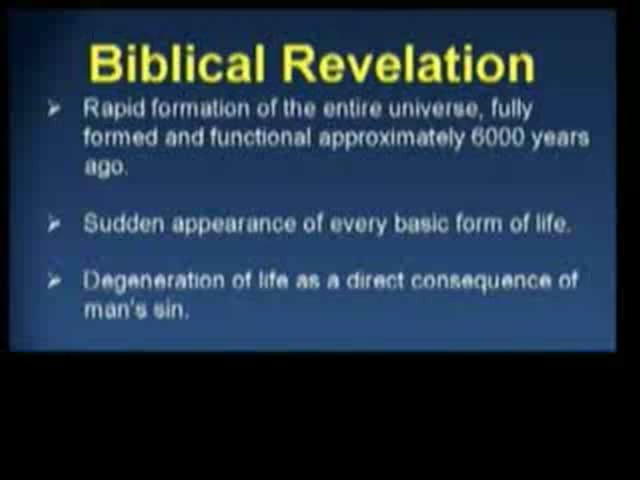 Biblical Revelation
Rapid formation of the entire universe, fully
formed and functional approximately 6000 years
ago.
Sudden appearance of every basic form of life.
Degeneration of life as a direct consequence of
man's sin.